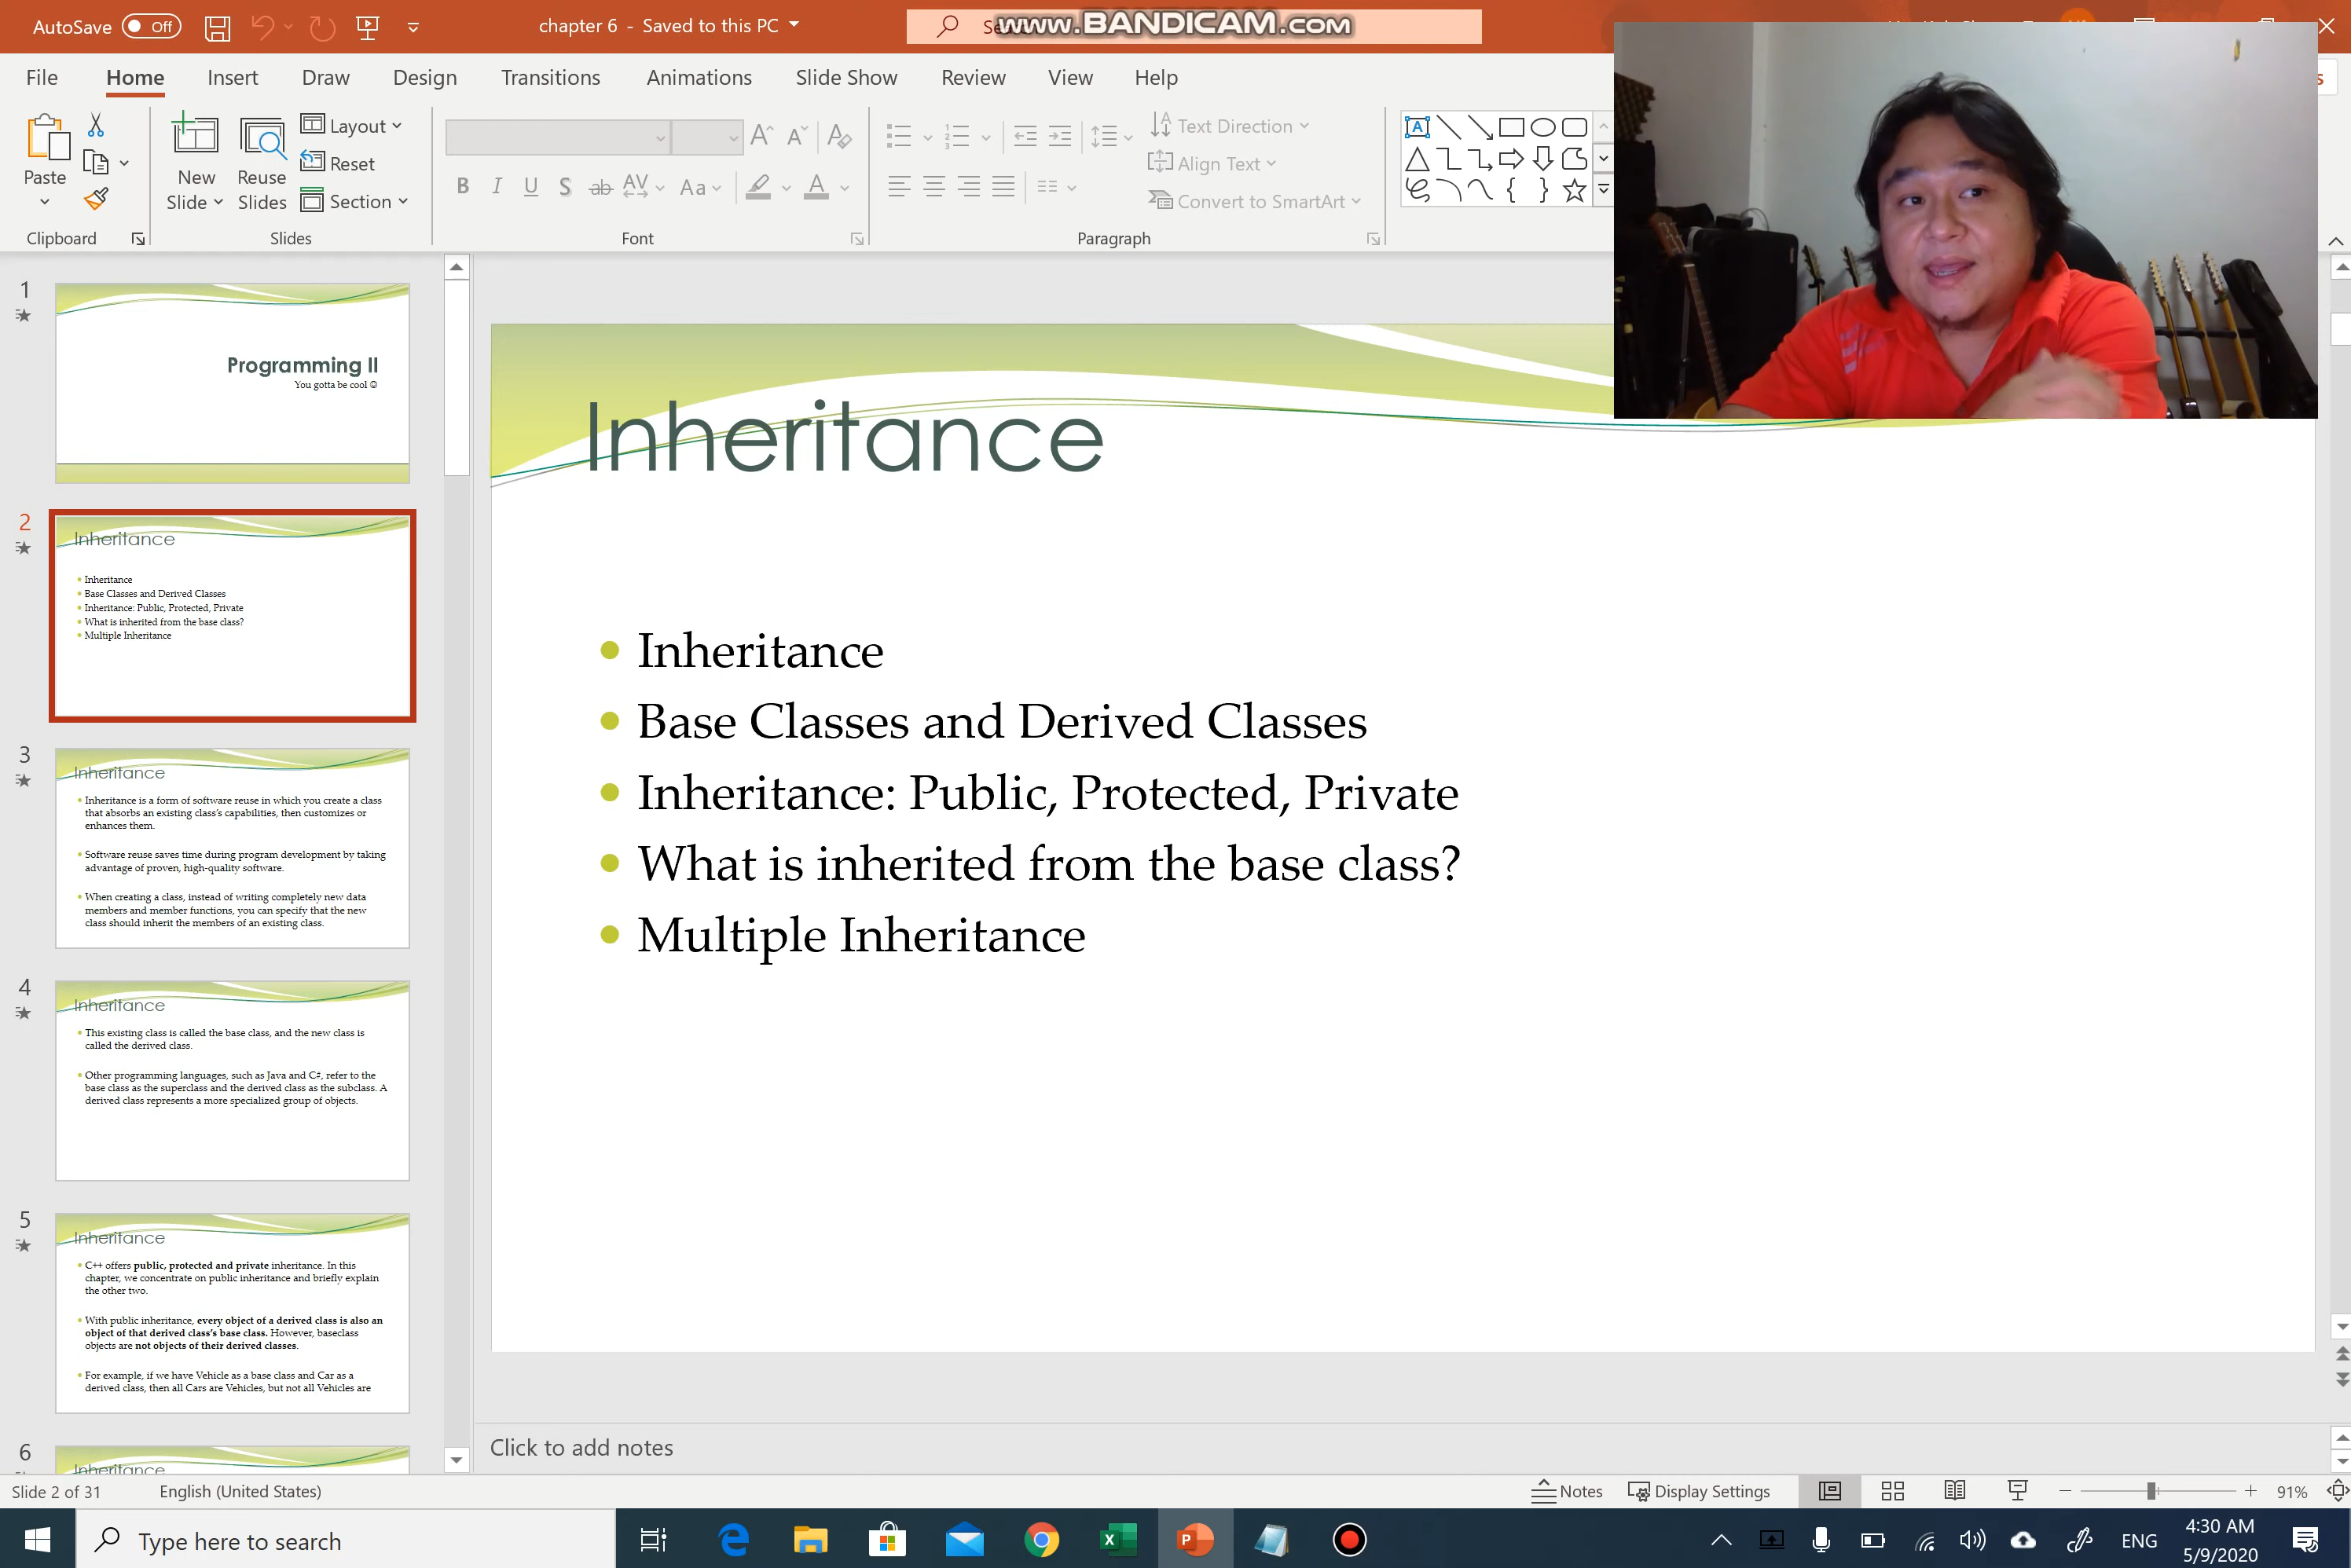 AutoSave Off
chapter 6 - Saved to this PC
www.BANDICAM.com
File Home Insert Draw Design Transitions Animations Slide Show Review View Help
Paste
New Slide
Reuse Slides
Layout
Reset
Section
Text Direction
Align Text
Convert to SmartArt
Clipboard Slides Font Paragraph
1
Programming II
You gotta be cool ☺
2
Inheritance
• Inheritance
• Base Classes and Derived Classes
• Inheritance: Public, Protected, Private
• What is inherited from the base class?
• Multiple Inheritance
3
Inheritance
• Inheritance is a form of software reuse in which you create a class
that absorbs an existing class's capabilities, then customizes or
enhances them.
• Software reuse saves time during program development by taking
advantage of proven, high-quality software.
• When creating a class, instead of writing completely new data
members and member functions, you can specify that the new
class should inherit the members of an existing class.
4
Inheritance
• This existing class is called the base class, and the new class is
called the derived class.
• Other programming languages, such as Java and C#, refer to the
base class as the superclass and the derived class as the subclass. A
derived class represents a more specialized group of objects.
5
Inheritance
• C++ offers public, protected and private inheritance. In this
chapter, we concentrate on public inheritance and briefly explain
the other two.
• With public inheritance, every object of a derived class is also an
object of that derived class's base class. However, baseclass
objects are not objects of their derived classes.
• For example, if we have Vehicle as a base class and Car as a
derived class, then all Cars are Vehicles, but not all Vehicles are
6
Inheritance
Inheritance
• Inheritance
• Base Classes and Derived Classes
• Inheritance: Public, Protected, Private
• What is inherited from the base class?
• Multiple Inheritance
Click to add notes
Slide 2 of 31 English (United States) Notes Display Settings 91%
Type here to search
ENG
4:30 AM
5/9/2020